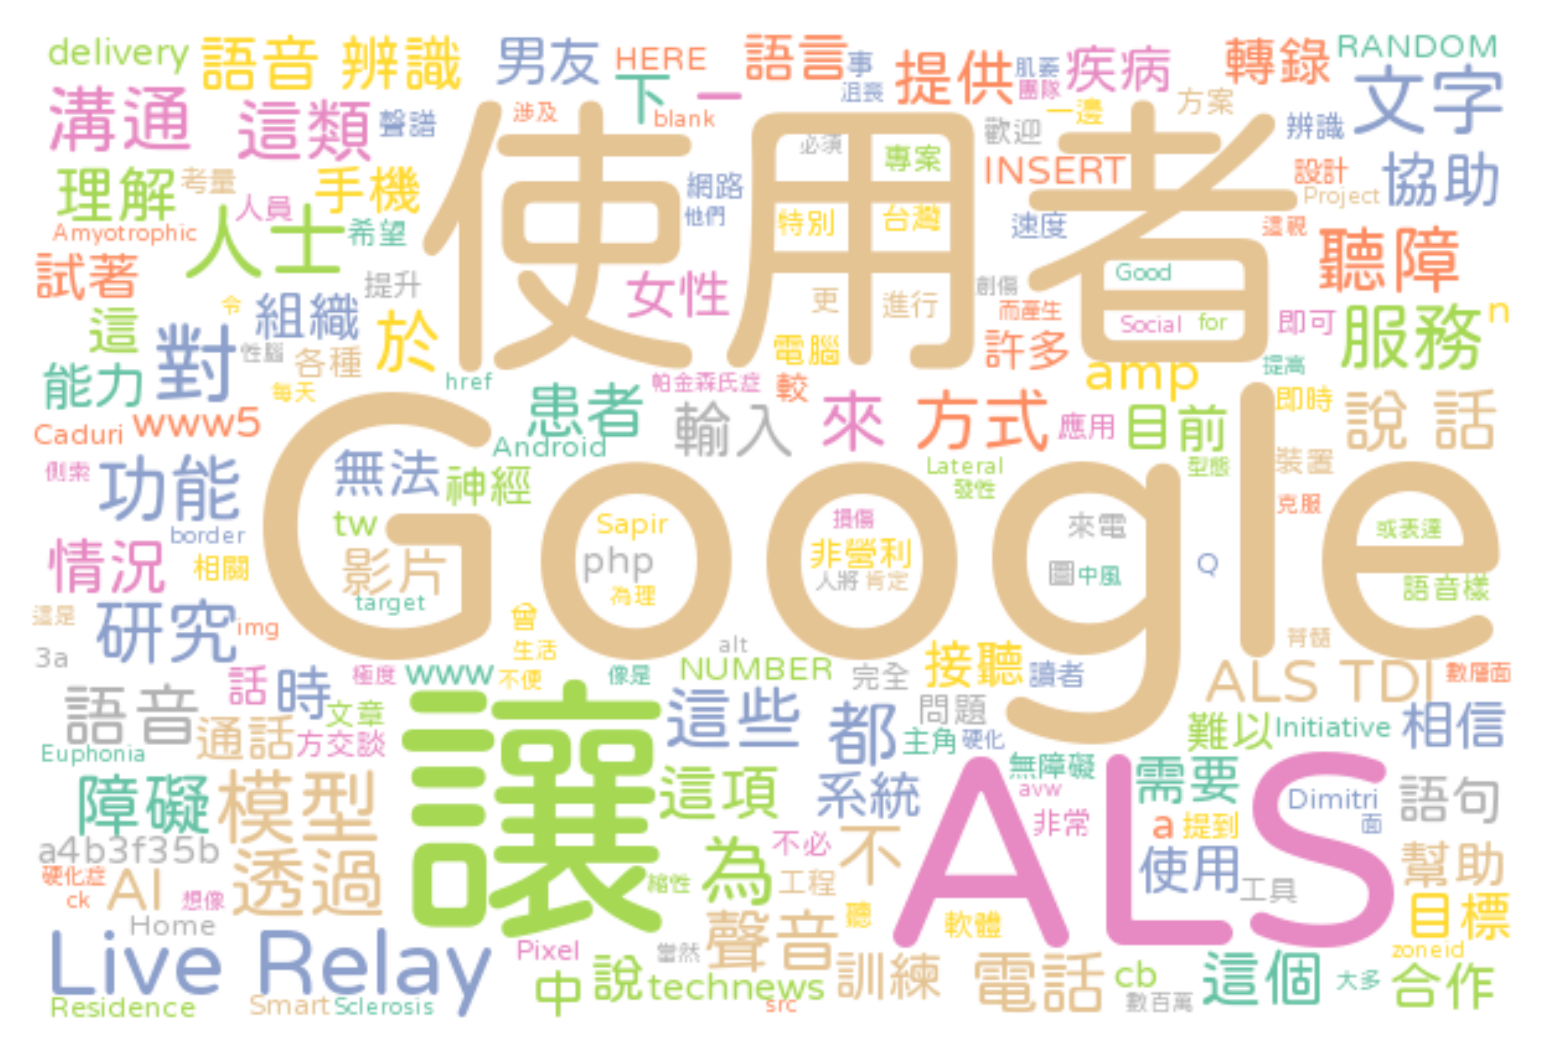 delivery 語音 辨識 男友 HERE 語言 事 提供 肌萎 疾病 轉錄 RANDOM
溝通 這類 聲譜 涉及 下一 blank 沮喪 團隊 一邊 方案 辨識 文字
使用者
必須 專案 歡迎 INSERT 設計 協助
理解 考量 手機 網路 Project
人員 人士 他們 特別 台灣 速度 這視
Amyotrophic 希望 聽障
試著 提升 女性 Good 創傷
令 組織 更 進行 而產生 Social for 即可 服務 n
這 對 於 性腦 各種 電腦 許多 amp 提高
能力 每天 href 患者 帕金森氏症 較 即時
Caduri www5 Android 輸入 來 方式 應用 目前 說 話
Google
側索 功能 無法 神經 Lateral 發性 型態 裝置
border tw Sapir 損傷 來電 克服 或表達
情況 相關 影片 php 非營利 Q
target 為理 人將 肯定 圖 中風 語音樣
這是 研究 img 曾 alt 脊髓
3a 生活 接聽
話 時 極度 www 不便 像是 NUMBER 完全 讀者 ALS TDI 數層面
語音 通話 文章 方交談 讓 這些 都 問題 主角 硬化 難以 Initiative 相信
Euphonia 無障礙
障礙 模型 這項 系統 avw 需要 Dimitri 語句
ALS
非常 a 提到 面
a4b3f35b 不必 不 使用 幫助
硬化症 ck AI 想像 透過 縮性 為 工程 工具
Home 聲音 聽 軟體 目標
Live Relay Pixel 當然 zoneid
中 說 technews 訓練 電話 cb 這個 大多 合作
Residence Smart Sclerosis src 數百萬